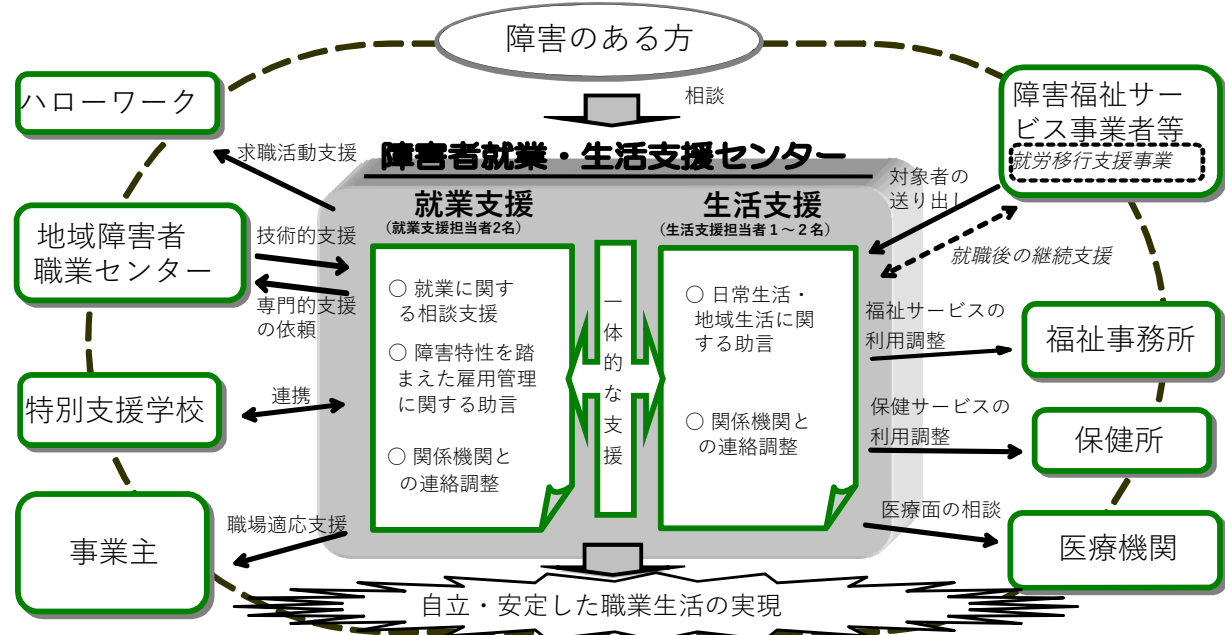 障害のある方
相談
ハローワーク
求職活動支援
地域障害者
職業センター
技術的支援
専門的支援
の依頼
特別支援学校
連携
事業主
職場適応支援
障害者就業・生活支援センター
就業支援
(就業支援担当者2名)
○ 就業に関す
る相談支援
○ 障害特性を踏
まえた雇用管理
に関する助言
○ 関係機関と
の連絡調整
一体的な支援
生活支援
(生活支援担当者1~2名)
○ 日常生活・
地域生活に関
する助言
○ 関係機関と
の連絡調整
障害福祉サー
ビス事業者等
就労移行支援事業
対象者の
送り出し
就職後の継続支援
福祉サービスの
利用調整
福祉事務所
保健サービスの
利用調整
保健所
医療面の相談
医療機関
自立・安定した職業生活の実現